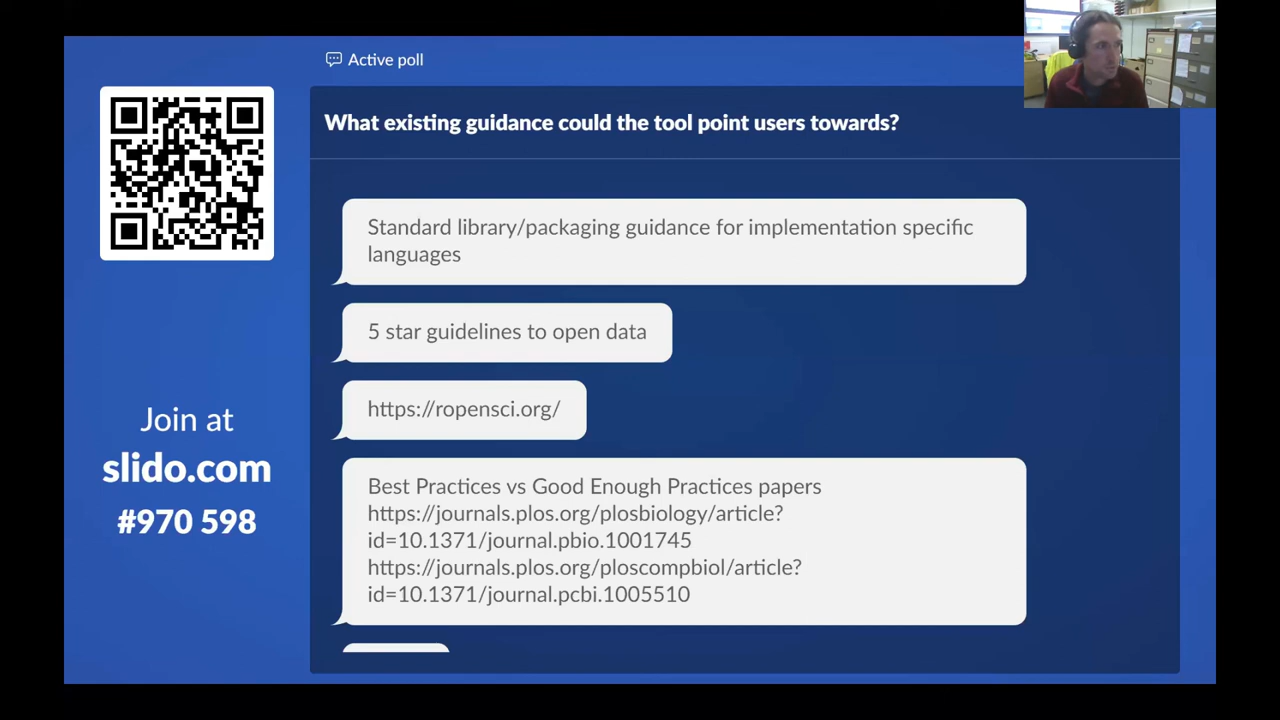 Active poll
What existing guidance could the tool point users towards?
Standard library/packaging guidance for implementation specific
languages
5 star guidelines to open data
https://ropensci.org/
Best Practices vs Good Enough Practices papers
https://journals.plos.org/plosbiology/article?
id=10.1371/journal.pbio.1001745
https://journals.plos.org/ploscompbiol/article?
id=10.1371/journal.pcbi.1005510
Join at
slido.com
#970 598